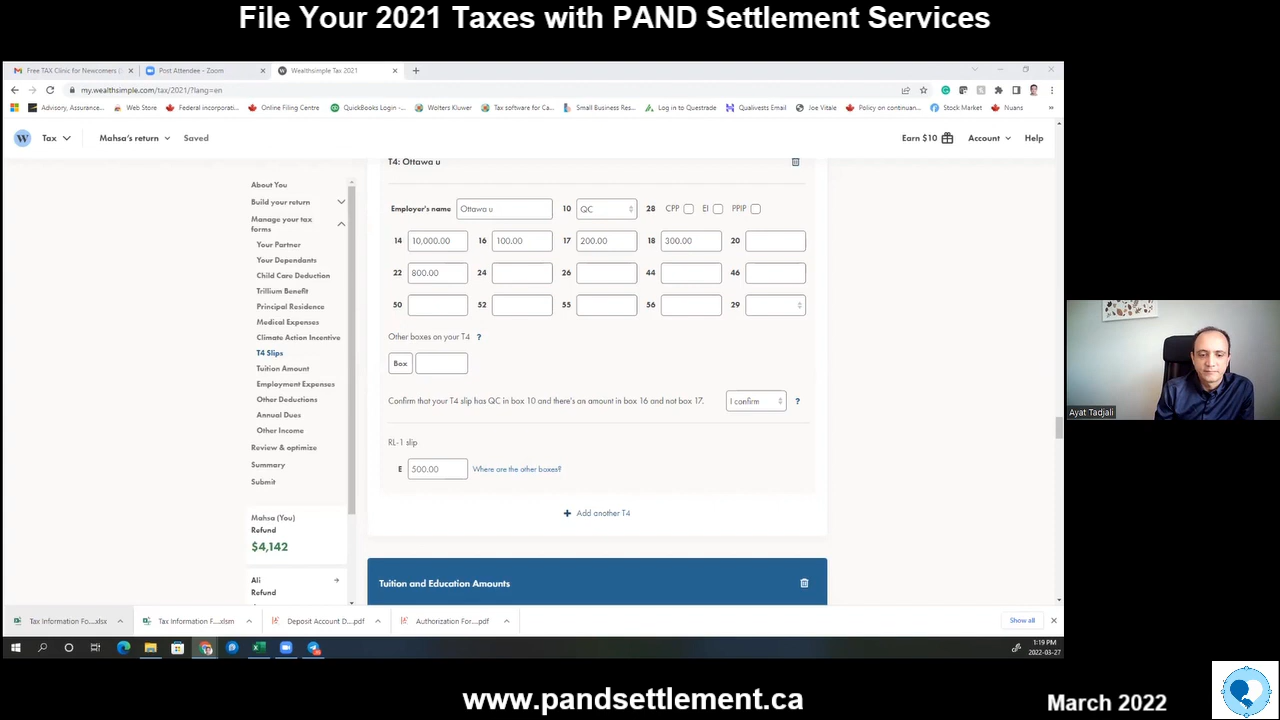 File Your 2021 Taxes with PAND Settlement Services
Free TAX Clinic for Newcomers
Post Attendee - Zoom
Wealthsimple Tax 2021
my.wealthsimple.com/tax/2021/?lang=en
Advisory, Assurance... Web Store Federal incorporati... Online Filing Centre QuickBooks Login -... Wolters Kluwer Tax software for Ca... Small Business Res... Log in to Questrade Qualivests Email Joe Vitale Policy on continuan... Stock Market Nuans »
W Tax Mahsa's return Saved Earn $10 Account Help
T4: Ottawa u
About You
Build your return
Manage your tax forms
Your Partner
Your Dependants
Child Care Deduction
Trillium Benefit
Principal Residence
Medical Expenses
Climate Action Incentive
T4 Slips
Tuition Amount
Employment Expenses
Other Deductions
Annual Dues
Other Income
Review & optimize
Summary
Submit
Mahsa (You)
Refund
$4,142
Ali
Refund
Employer's name Ottawa u 10 QC 28 CPP EI PPIP
14 10,000.00 16 100.00 17 200.00 18 300.00 20
22 800.00 24 26 44 46
50 52 55 56 29
Other boxes on your T4 ?
Box
Confirm that your T4 slip has QC in box 10 and there's an amount in box 16 and not box 17. I confirm ?
RL-1 slip
E 500.00 Where are the other boxes?
+ Add another T4
Tuition and Education Amounts
Ayat Tadjali
Tax Information Fo....xlsx Tax Information F....xlsm Deposit Account D....pdf Authorization For....pdf Show all
1:19 PM
2022-03-27
www.pandsettlement.ca
March 2022